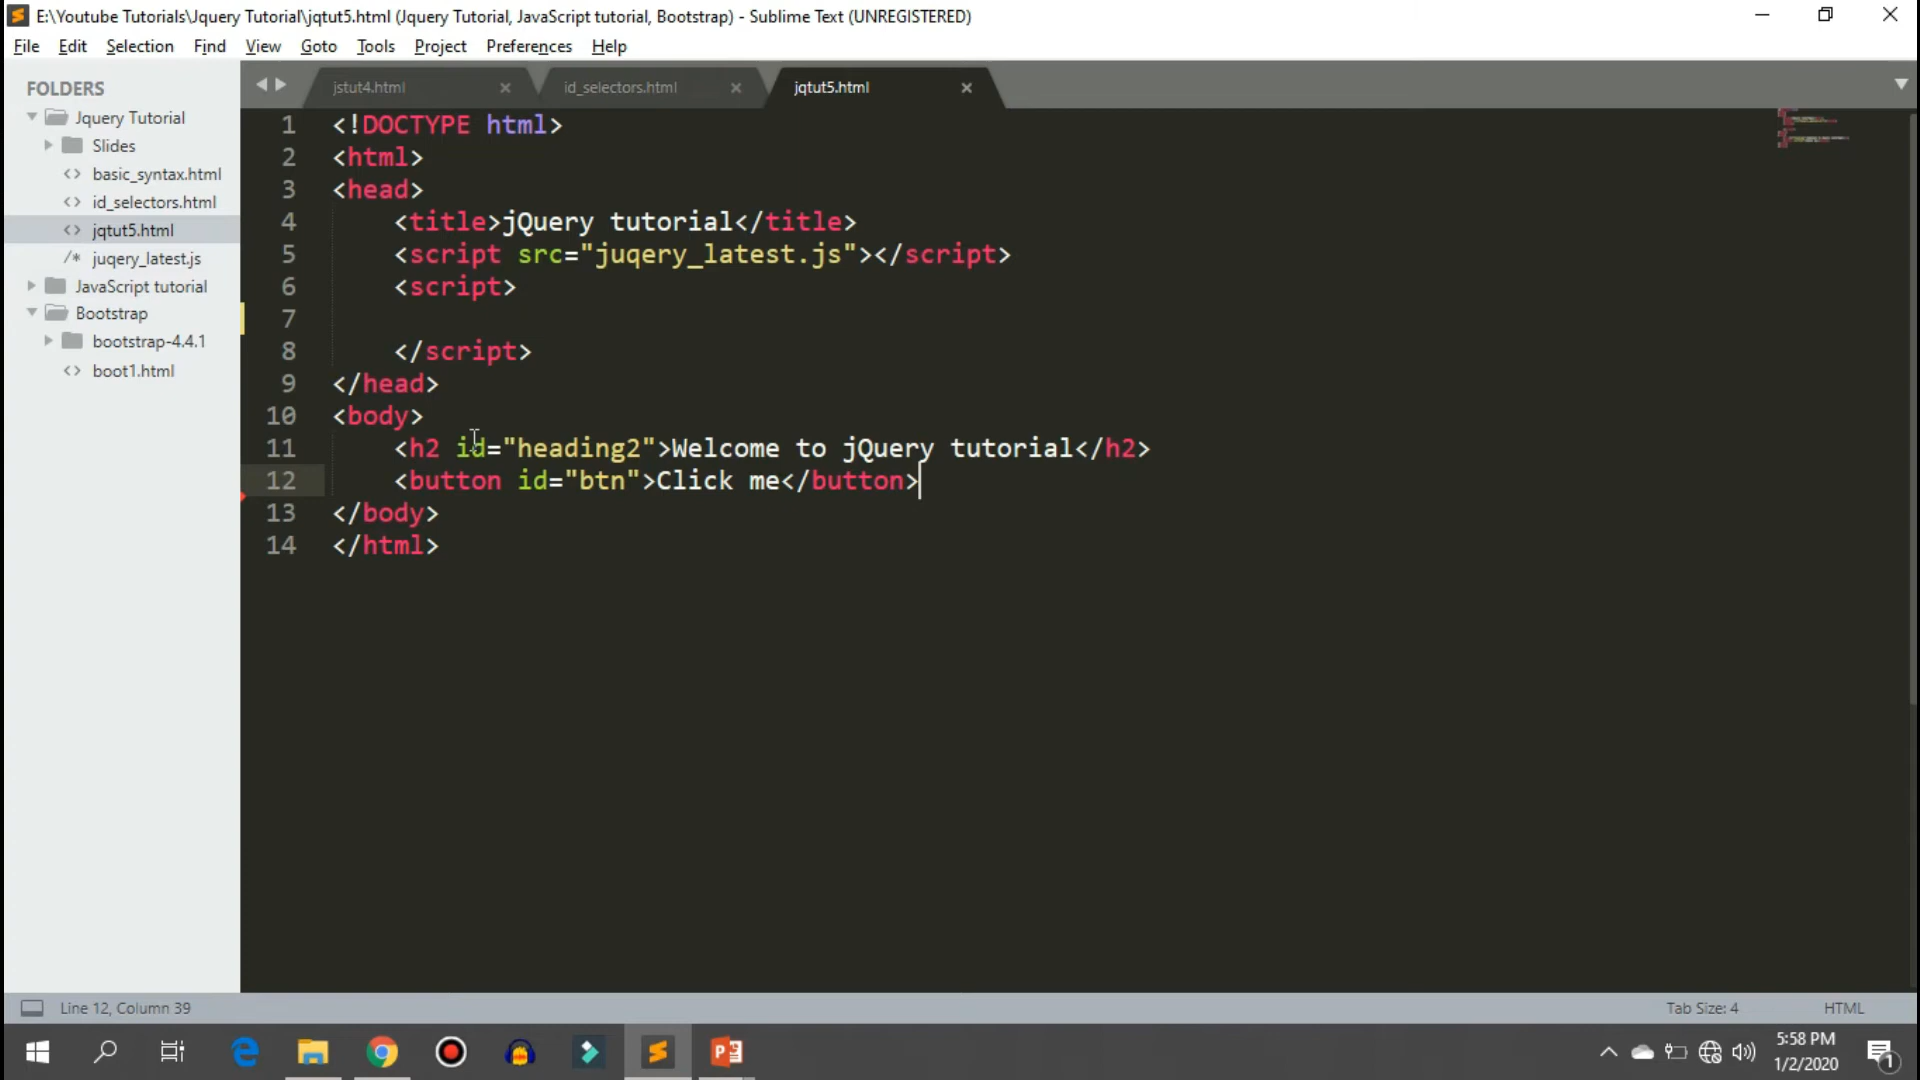 E:\Youtube Tutorials\Jquery Tutorial\jqtut5.html (Jquery Tutorial, JavaScript tutorial, Bootstrap) - Sublime Text (UNREGISTERED)
File Edit Selection Find View Goto Tools Project Preferences Help
FOLDERS
Jquery Tutorial
Slides
<> basic_syntax.html
<> id_selectors.html
<> jqtut5.html
/* juqery_latest.js
JavaScript tutorial
Bootstrap
bootstrap-4.4.1
<> boot1.html
jstut4.html id_selectors.html jqtut5.html
1 <!DOCTYPE html>
2 <html>
3 <head>
4 <title>jQuery tutorial</title>
5 <script src="juqery_latest.js"></script>
6 <script>
7
8 </script>
9 </head>
10 <body>
11 <h2 id="heading2">Welcome to jQuery tutorial</h2>
12 <button id="btn">Click me</button>
13 </body>
14 </html>
Line 12, Column 39 Tab Size: 4 HTML
5:58 PM
1/2/2020
1